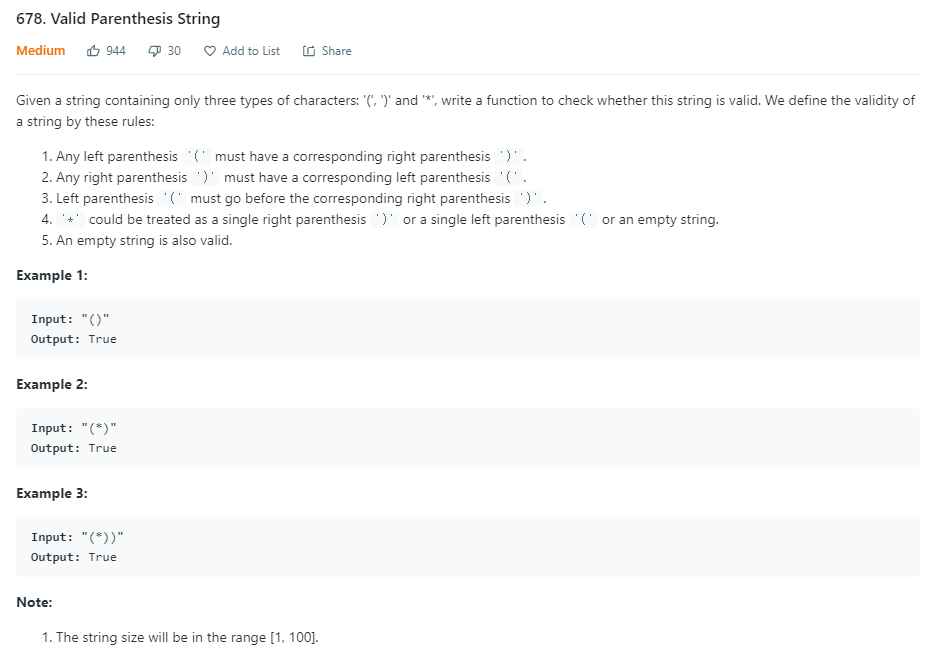 678. Valid Parenthesis String
Medium 944 30 Add to List Share
Given a string containing only three types of characters: '(', ')' and '*', write a function to check whether this string is valid. We define the validity of
a string by these rules:
1. Any left parenthesis '(' must have a corresponding right parenthesis ')'.
2. Any right parenthesis ')' must have a corresponding left parenthesis '('.
3. Left parenthesis '(' must go before the corresponding right parenthesis ')'.
4. '*' could be treated as a single right parenthesis ')' or a single left parenthesis '(' or an empty string.
5. An empty string is also valid.
Example 1:
Input: "()"
Output: True
Example 2:
Input: "(*)"
Output: True
Example 3:
Input: "(*))"
Output: True
Note:
1. The string size will be in the range [1, 100].